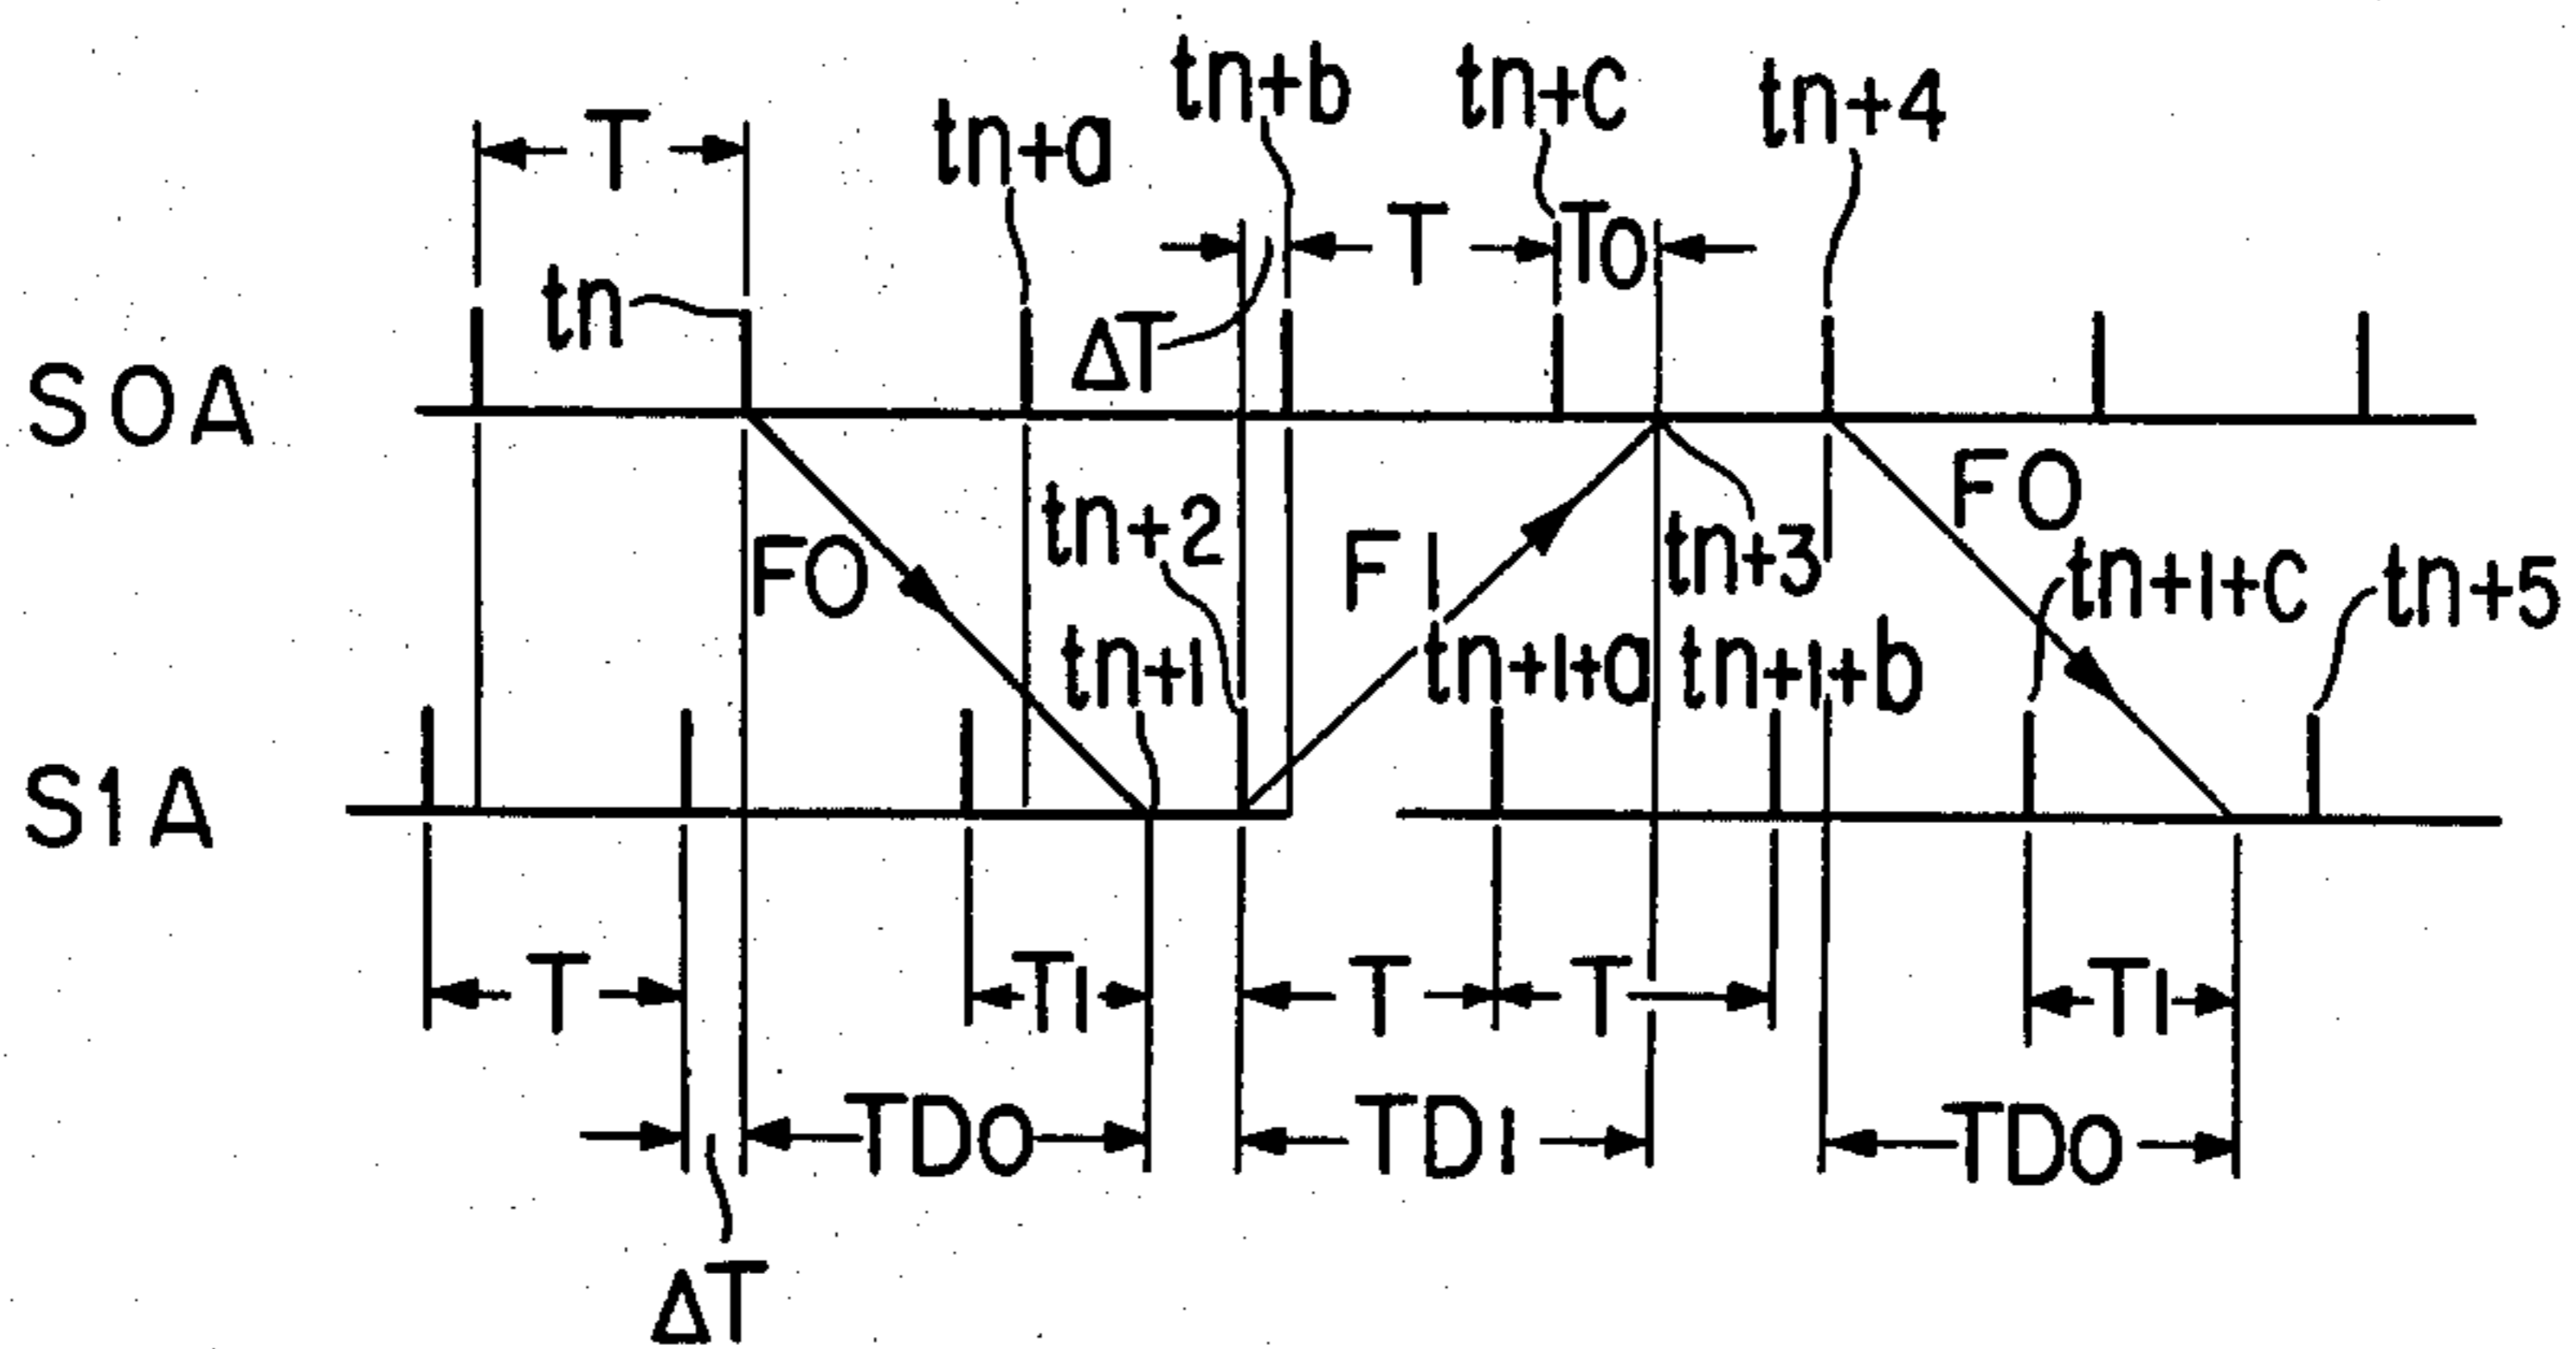 tn+b
tn+c
tn+4
tn+a
T
T
T0
tn
ΔT
S0A
F0
tn+2
F0
F1
tn+3
tn+1+c
tn+5
tn+1
tn+1+a
tn+1+b
S1A
T
T1
T
T
T1
TD0
TD1
TD0
ΔT